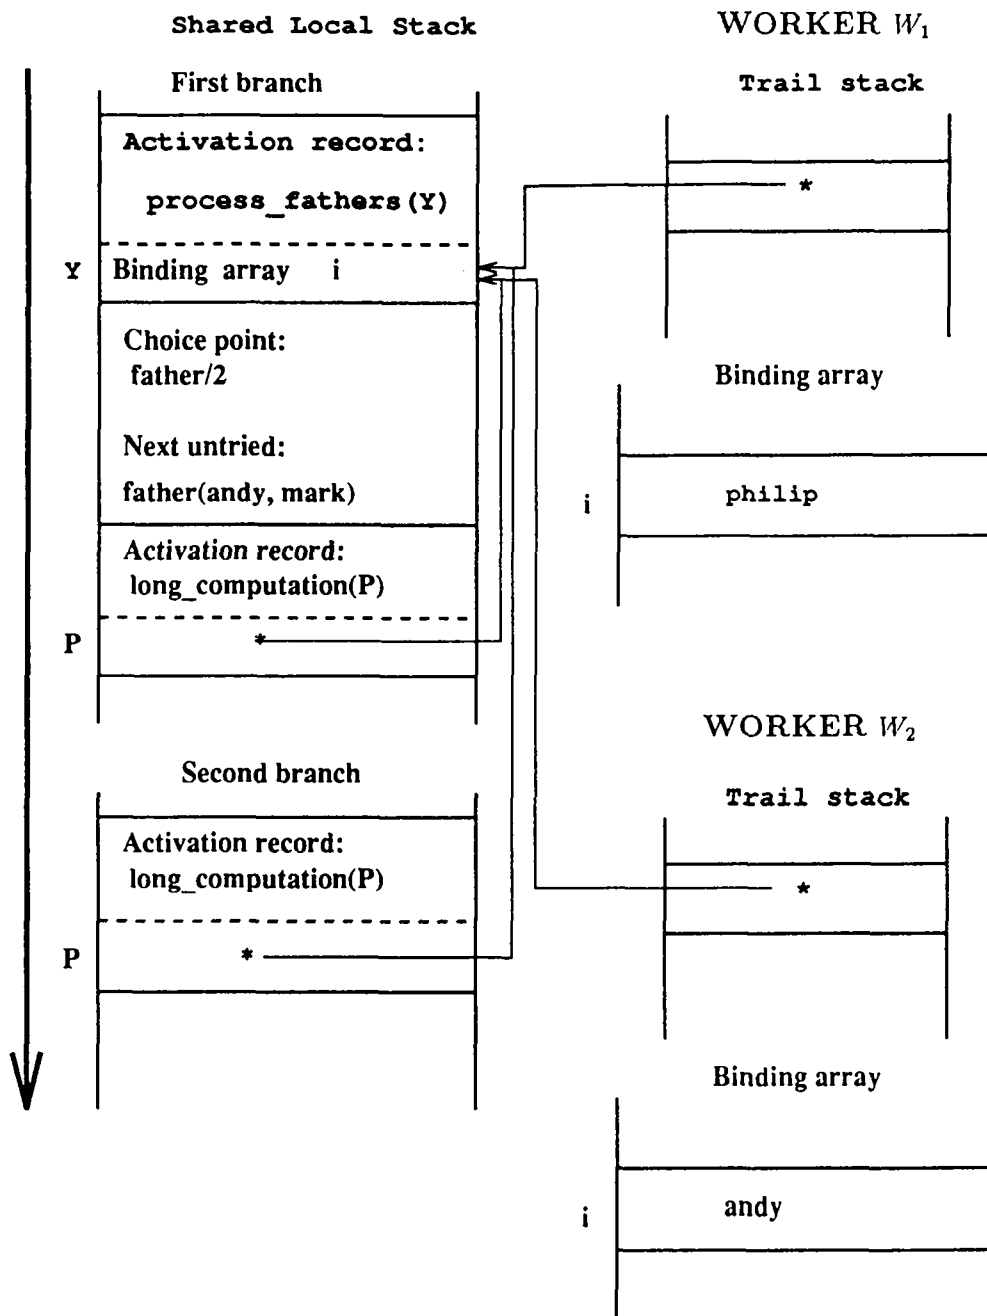 Shared Local Stack
First branch
Activation record:
process_fathers(Y)
Y Binding array i
Choice point:
father/2
Next untried:
father(andy, mark)
Activation record:
long_computation(P)
P *
Second branch
Activation record:
long_computation(P)
P *
WORKER W1
Trail stack
*
Binding array
i philip
WORKER W2
Trail stack
*
Binding array
i andy